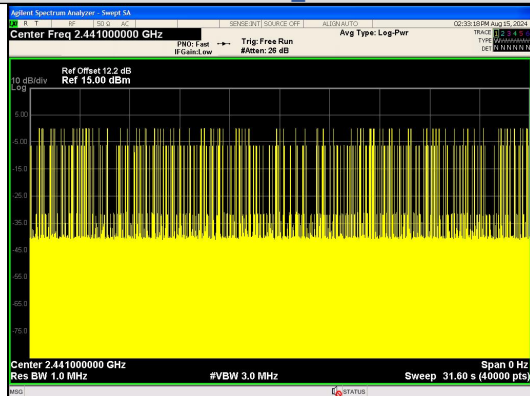 Agilent Spectrum Analyzer - Swept SA
R T RF 50 Ω AC SENSE:INT SOURCE OFF ALIGN AUTO 02:33:18 PM Aug 15, 2024
Center Freq 2.441000000 GHz
PNO: Fast
IFGain:Low
Trig: Free Run
#Atten: 26 dB
Avg Type: Log-Pwr
TRACE 1 2 3 4 5 6
TYPE
DET N N N N N N
Ref Offset 12.2 dB
10 dB/div Ref 15.00 dBm
Log
5.00
-5.00
-15.0
-25.0
-35.0
-45.0
-55.0
-65.0
-75.0
Center 2.441000000 GHz Span 0 Hz
Res BW 1.0 MHz #VBW 3.0 MHz Sweep 31.60 s (40000 pts)
MSG STATUS